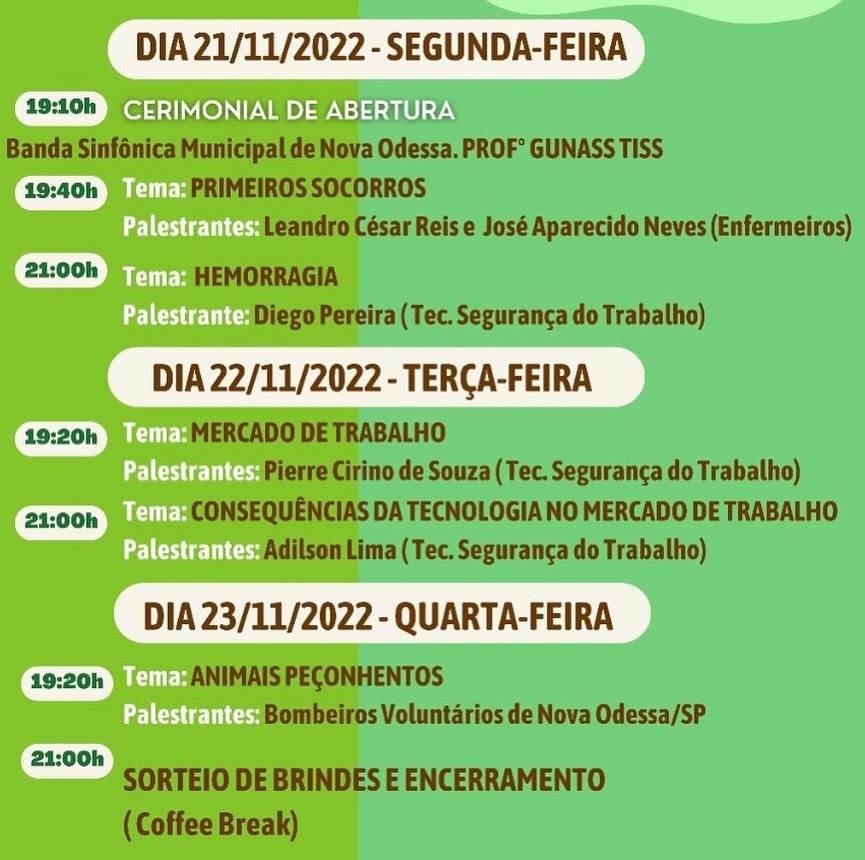 DIA 21/11/2022 - SEGUNDA-FEIRA
19:10h CERIMONIAL DE ABERTURA
Banda Sinfônica Municipal de Nova Odessa. PROFº GUNASS TISS
19:40h Tema: PRIMEIROS SOCORROS
Palestrantes: Leandro César Reis e José Aparecido Neves (Enfermeiros)
21:00h Tema: HEMORRAGIA
Palestrante: Diego Pereira ( Tec. Segurança do Trabalho)
DIA 22/11/2022 - TERÇA-FEIRA
19:20h Tema: MERCADO DE TRABALHO
Palestrantes: Pierre Cirino de Souza ( Tec. Segurança do Trabalho)
21:00h Tema: CONSEQUÊNCIAS DA TECNOLOGIA NO MERCADO DE TRABALHO
Palestrantes: Adilson Lima ( Tec. Segurança do Trabalho)
DIA 23/11/2022 - QUARTA-FEIRA
19:20h Tema: ANIMAIS PEÇONHENTOS
Palestrantes: Bombeiros Voluntários de Nova Odessa/SP
21:00h SORTEIO DE BRINDES E ENCERRAMENTO
( Coffee Break)